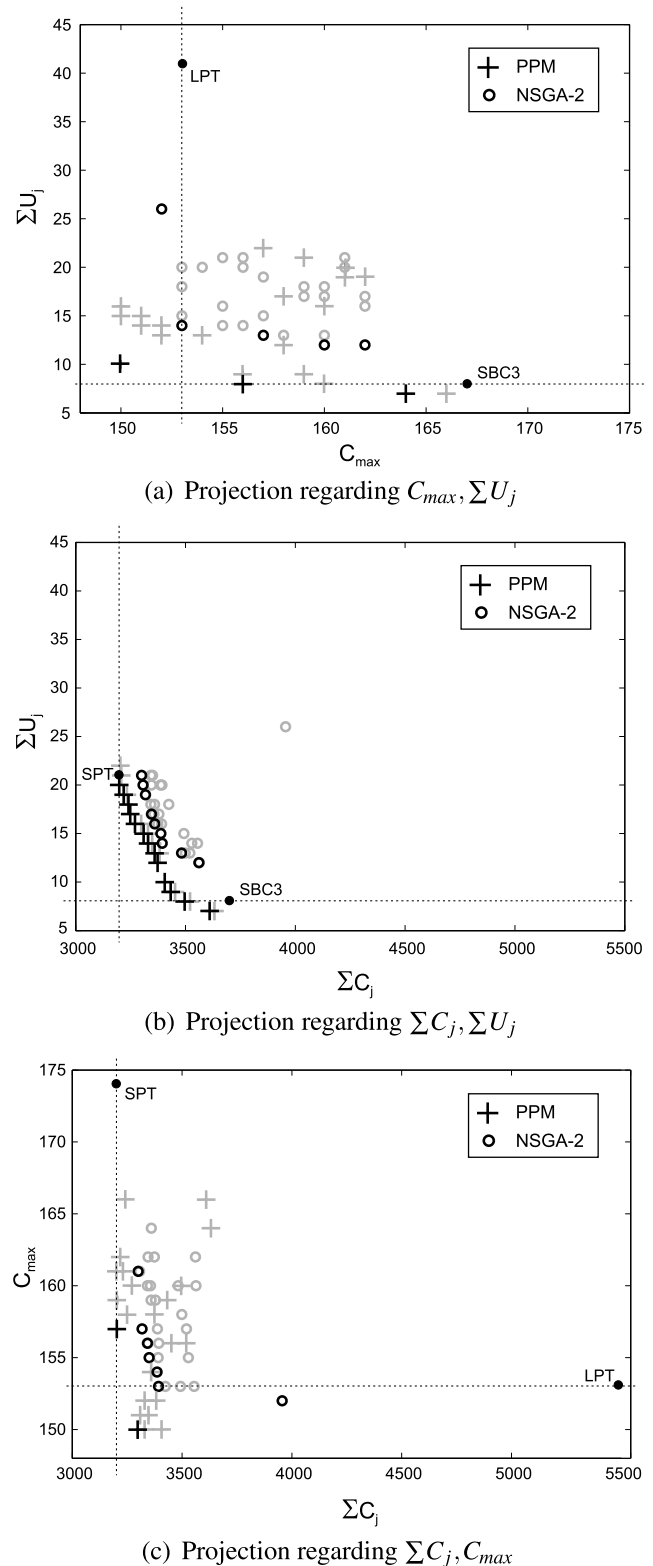 45
40
35
30
25
20
15
10
5
ΣU_j
LPT
PPM
NSGA-2
SBC3
150 155 160 165 170 175
C_max
(a) Projection regarding C_max, ΣU_j
45
40
35
30
25
20
15
10
5
ΣU_j
PPM
NSGA-2
SPT
SBC3
3000 3500 4000 4500 5000 5500
ΣC_j
(b) Projection regarding ΣC_j, ΣU_j
175
170
165
160
155
150
C_max
SPT
PPM
NSGA-2
LPT
3000 3500 4000 4500 5000 5500
ΣC_j
(c) Projection regarding ΣC_j, C_max